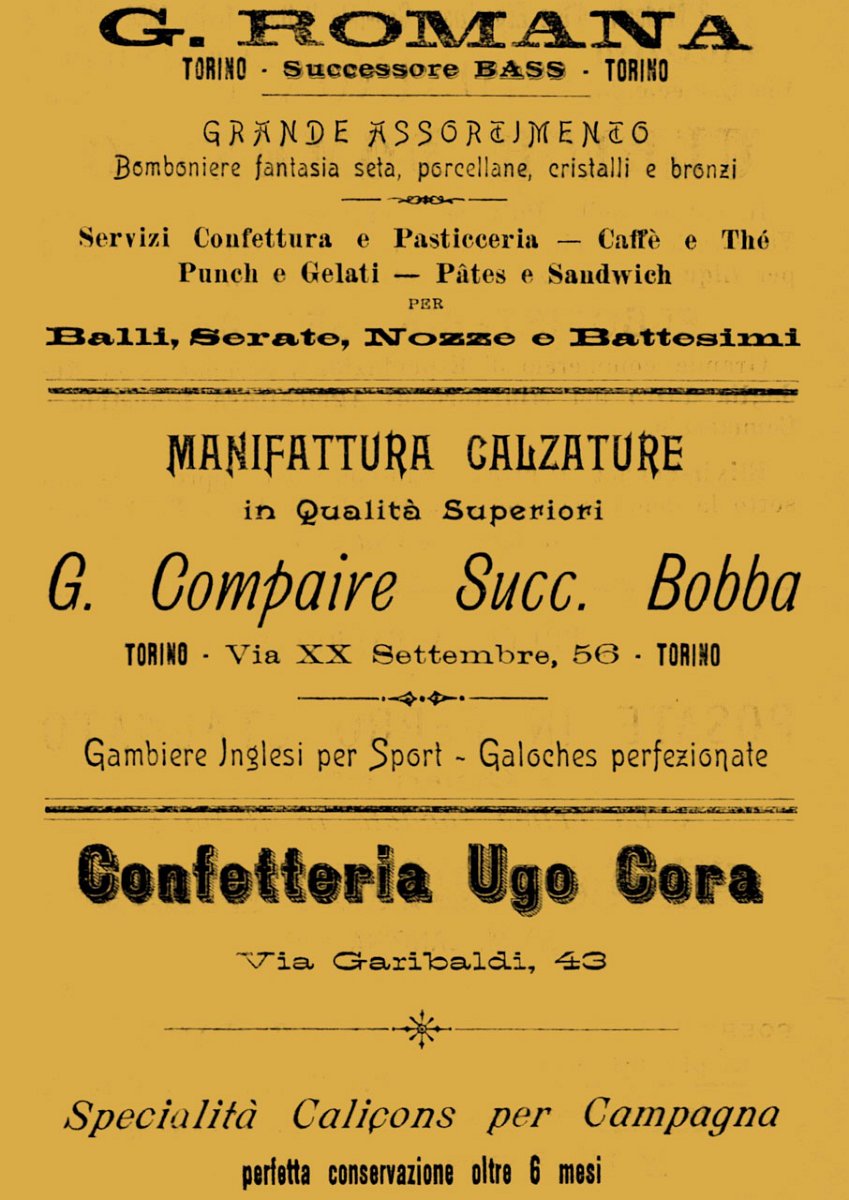 G. ROMANA
TORINO - Successore BASS - TORINO
GRANDE ASSORTIMENTO
Bomboniere fantasia seta, porcellane, cristalli e bronzi
Servizi Confettura e Pasticceria — Caffè e Thé
Punch e Gelati — Pâtes e Sandwich
PER
Balli, Serate, Nozze e Battesimi
MANIFATTURA CALZATURE
in Qualità Superiori
G. Compaire Succ. Bobba
TORINO - Via XX Settembre, 56 - TORINO
Gambiere Inglesi per Sport - Galoches perfezionate
Confetteria Ugo Cora
Via Garibaldi, 43
Specialità Caliçons per Campagna
perfetta conservazione oltre 6 mesi